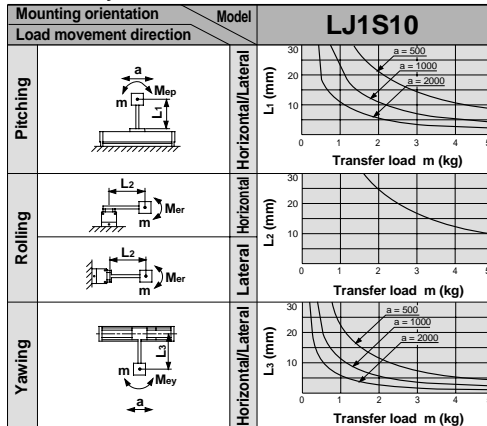 Mounting orientation
Model
Load movement direction
LJ1S10
Pitching
a
m
Mep
L1
Horizontal/Lateral
L1 (mm)
30
20
10
a = 500
a = 1000
a = 2000
0 1 2 3 4 5
Transfer load m (kg)
Rolling
L2
Mer
m
Horizontal
L2
Mer
m
Lateral
L2 (mm)
30
20
10
0 1 2 3 4 5
Transfer load m (kg)
Yawing
L3
m
Mey
a
Horizontal/Lateral
L3 (mm)
30
20
10
a = 500
a = 1000
a = 2000
0 1 2 3 4 5
Transfer load m (kg)